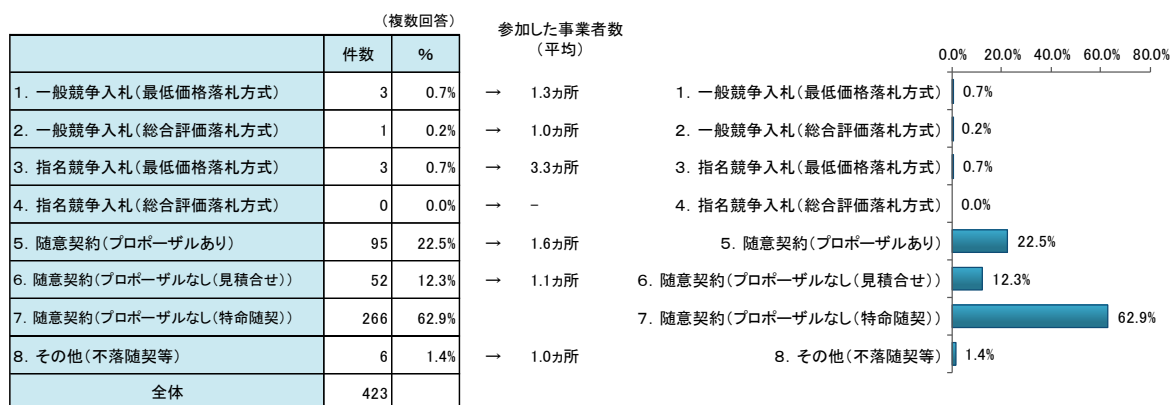 （複数回答）
参加した事業者数
（平均）
件数 %
1．一般競争入札（最低価格落札方式） 3 0.7% → 1.3ヵ所
2．一般競争入札（総合評価落札方式） 1 0.2% → 1.0ヵ所
3．指名競争入札（最低価格落札方式） 3 0.7% → 3.3ヵ所
4．指名競争入札（総合評価落札方式） 0 0.0% → －
5．随意契約（プロポーザルあり） 95 22.5% → 1.6ヵ所
6．随意契約（プロポーザルなし（見積合せ）） 52 12.3% → 1.1ヵ所
7．随意契約（プロポーザルなし（特命随契）） 266 62.9%
8．その他（不落随契等） 6 1.4% → 1.0ヵ所
全体 423
0.0% 20.0% 40.0% 60.0% 80.0%
1．一般競争入札（最低価格落札方式） 0.7%
2．一般競争入札（総合評価落札方式） 0.2%
3．指名競争入札（最低価格落札方式） 0.7%
4．指名競争入札（総合評価落札方式） 0.0%
5．随意契約（プロポーザルあり） 22.5%
6．随意契約（プロポーザルなし（見積合せ）） 12.3%
7．随意契約（プロポーザルなし（特命随契）） 62.9%
8．その他（不落随契等） 1.4%